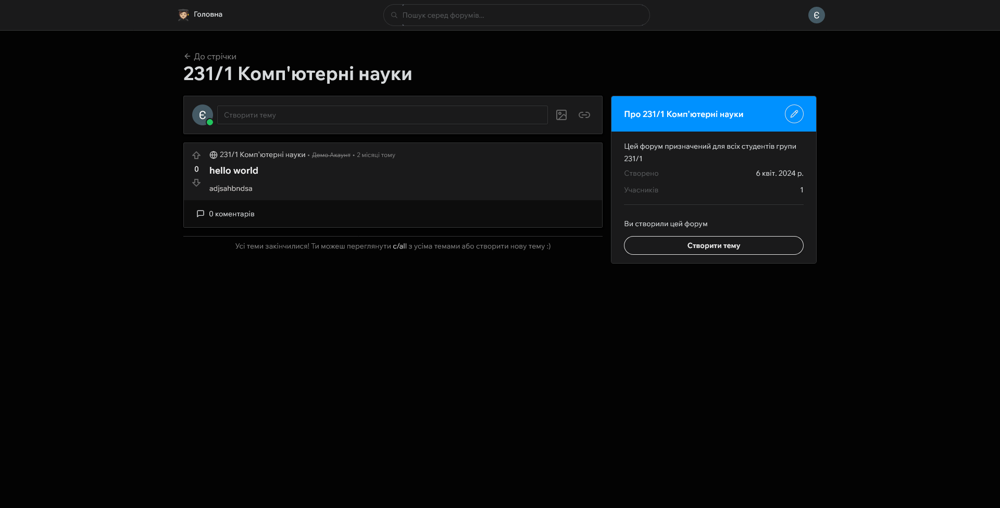 Головна
Пошук серед форумів...
Є
До стрічки
231/1 Комп'ютерні науки
Є
Створити тему
231/1 Комп'ютерні науки • Демо Акаунт • 2 місяці тому
0
hello world
adjsahbndsa
0 коментарів
Усі теми закінчилися! Ти можеш переглянути c/all з усіма темами або створити нову тему :)
Про 231/1 Комп'ютерні науки
Цей форум призначений для всіх студентів групи
231/1
Створено 6 квіт. 2024 р.
Учасників 1
Ви створили цей форум
Створити тему